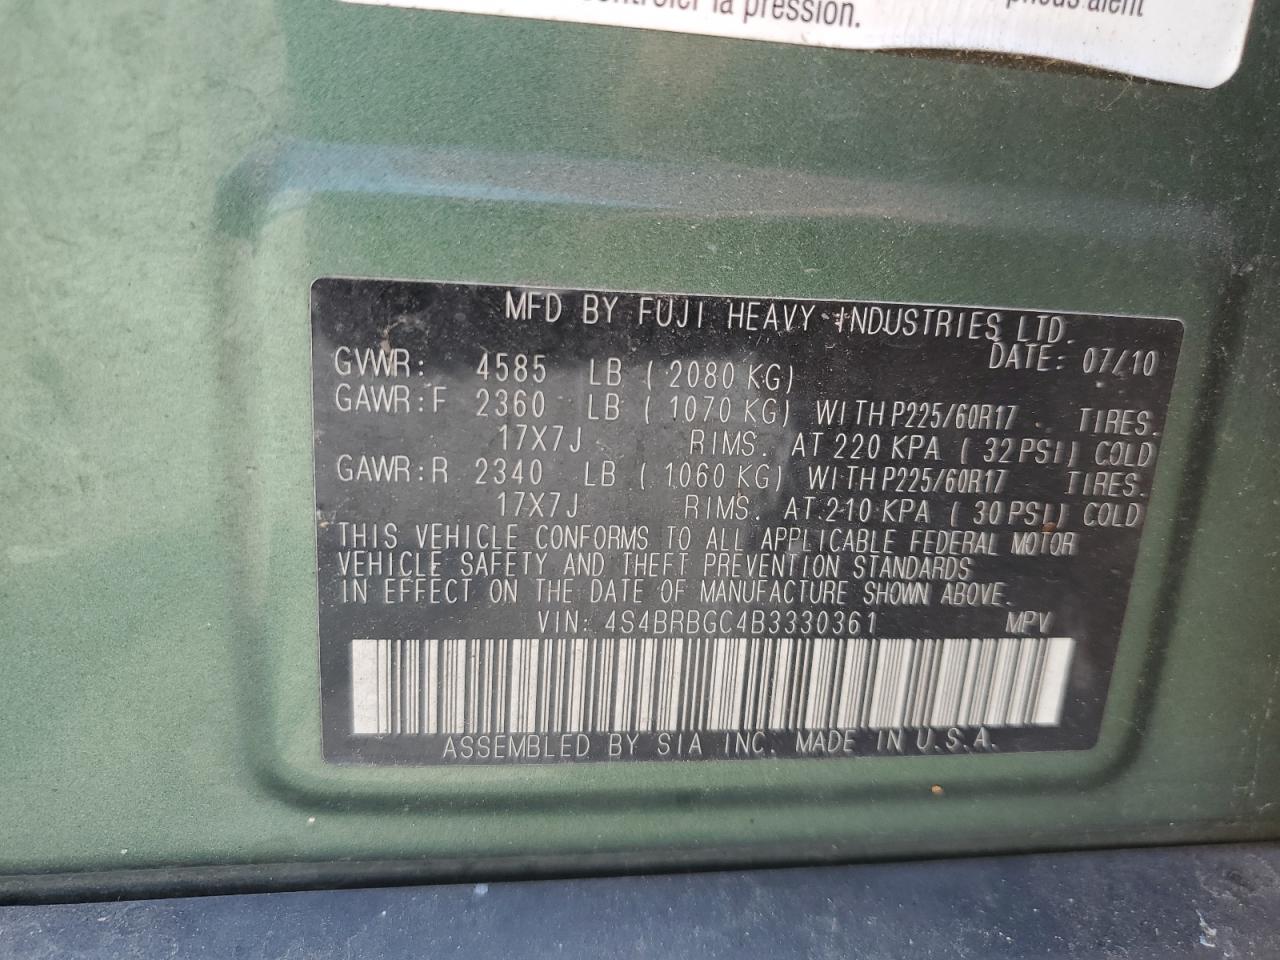 contrôler la pression.
pneus aient
MFD BY FUJI HEAVY INDUSTRIES LTD.
DATE: 07/10
GVWR: 4585 LB ( 2080 KG)
GAWR:F 2360 LB ( 1070 KG) WITH P225/60R17 TIRES.
17X7J RIMS. AT 220 KPA ( 32 PSI) COLD
GAWR:R 2340 LB ( 1060 KG) WITH P225/60R17 TIRES.
17X7J RIMS. AT 210 KPA ( 30 PSI) COLD
THIS VEHICLE CONFORMS TO ALL APPLICABLE FEDERAL MOTOR
VEHICLE SAFETY AND THEFT PREVENTION STANDARDS
IN EFFECT ON THE DATE OF MANUFACTURE SHOWN ABOVE.
VIN: 4S4BRBGC4B3330361 MPV
ASSEMBLED BY SIA INC. MADE IN U.S.A.